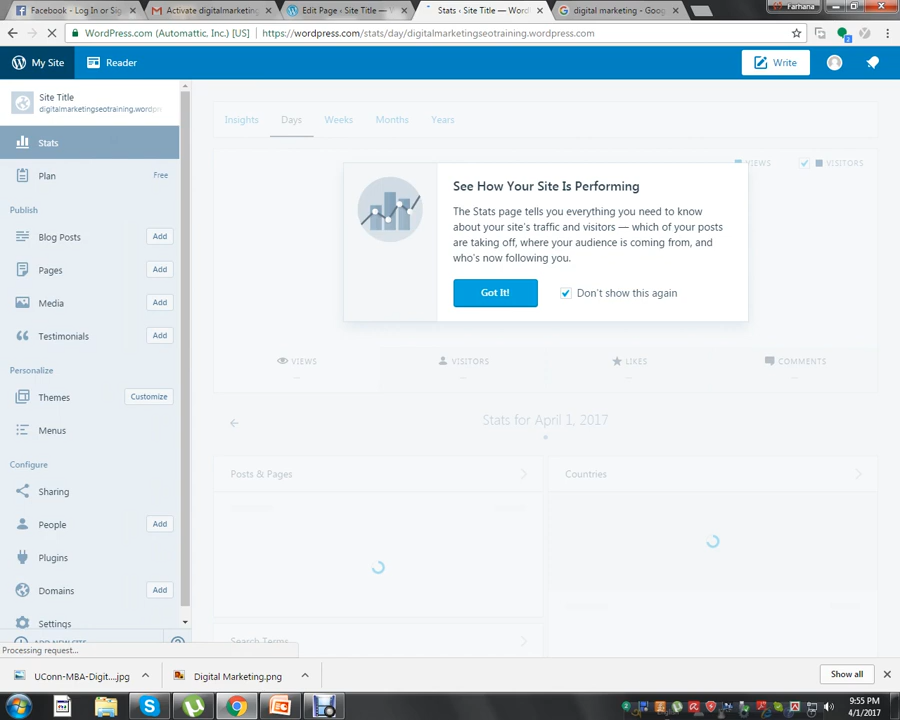 Facebook - Log In or Sig
Activate digitalmarketing
Edit Page ‹ Site Title —
Stats ‹ Site Title — Word
digital marketing - Goog
Farhana
WordPress.com (Automattic, Inc.) [US]
https://wordpress.com/stats/day/digitalmarketingseotraining.wordpress.com
My Site
Reader
Write
Site Title
digitalmarketingseotraining.wordpr
Stats
Plan
Free
Publish
Blog Posts
Add
Pages
Add
Media
Add
Testimonials
Add
Personalize
Themes
Customize
Menus
Configure
Sharing
People
Add
Plugins
Domains
Add
Settings
ADD NEW SITE
Processing request...
Insights
Days
Weeks
Months
Years
VIEWS
VISITORS
See How Your Site Is Performing
The Stats page tells you everything you need to know
about your site's traffic and visitors — which of your posts
are taking off, where your audience is coming from, and
who's now following you.
Got It!
Don't show this again
VIEWS
VISITORS
LIKES
COMMENTS
Stats for April 1, 2017
Posts & Pages
Countries
Search Terms
UConn-MBA-Digit....jpg
Digital Marketing.png
Show all
9:55 PM
4/1/2017